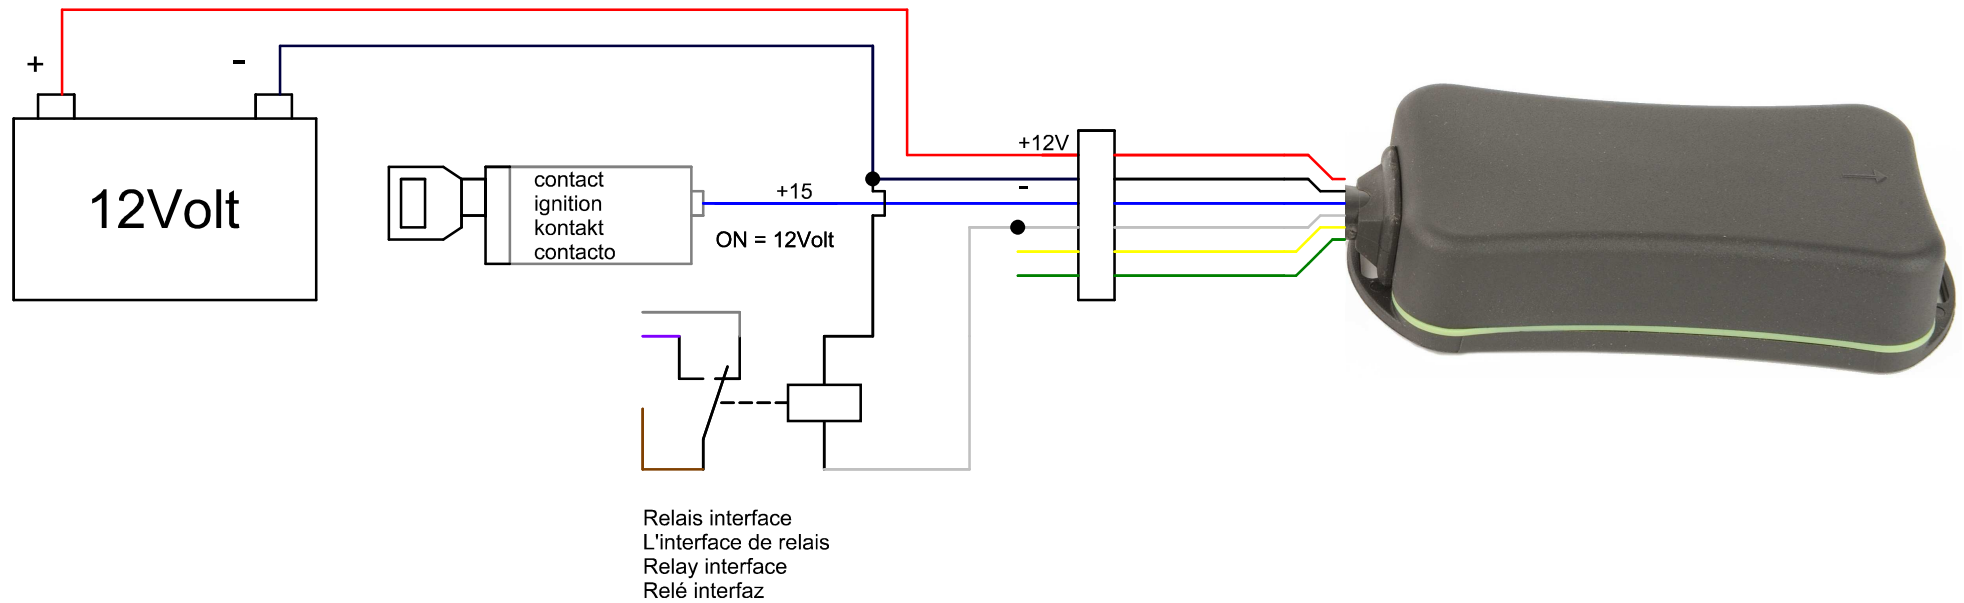 +
-
12Volt
contact
ignition
kontakt
contacto
+15
ON = 12Volt
+12V
-
Relais interface
L'interface de relais
Relay interface
Relé interfaz